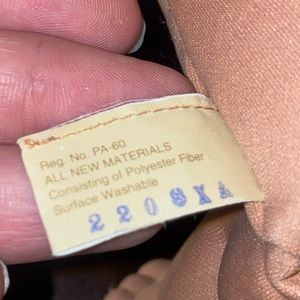 Reg. No. PA-60
ALL NEW MATERIALS
Consisting of Polyester Fiber
Surface Washable
2208XA